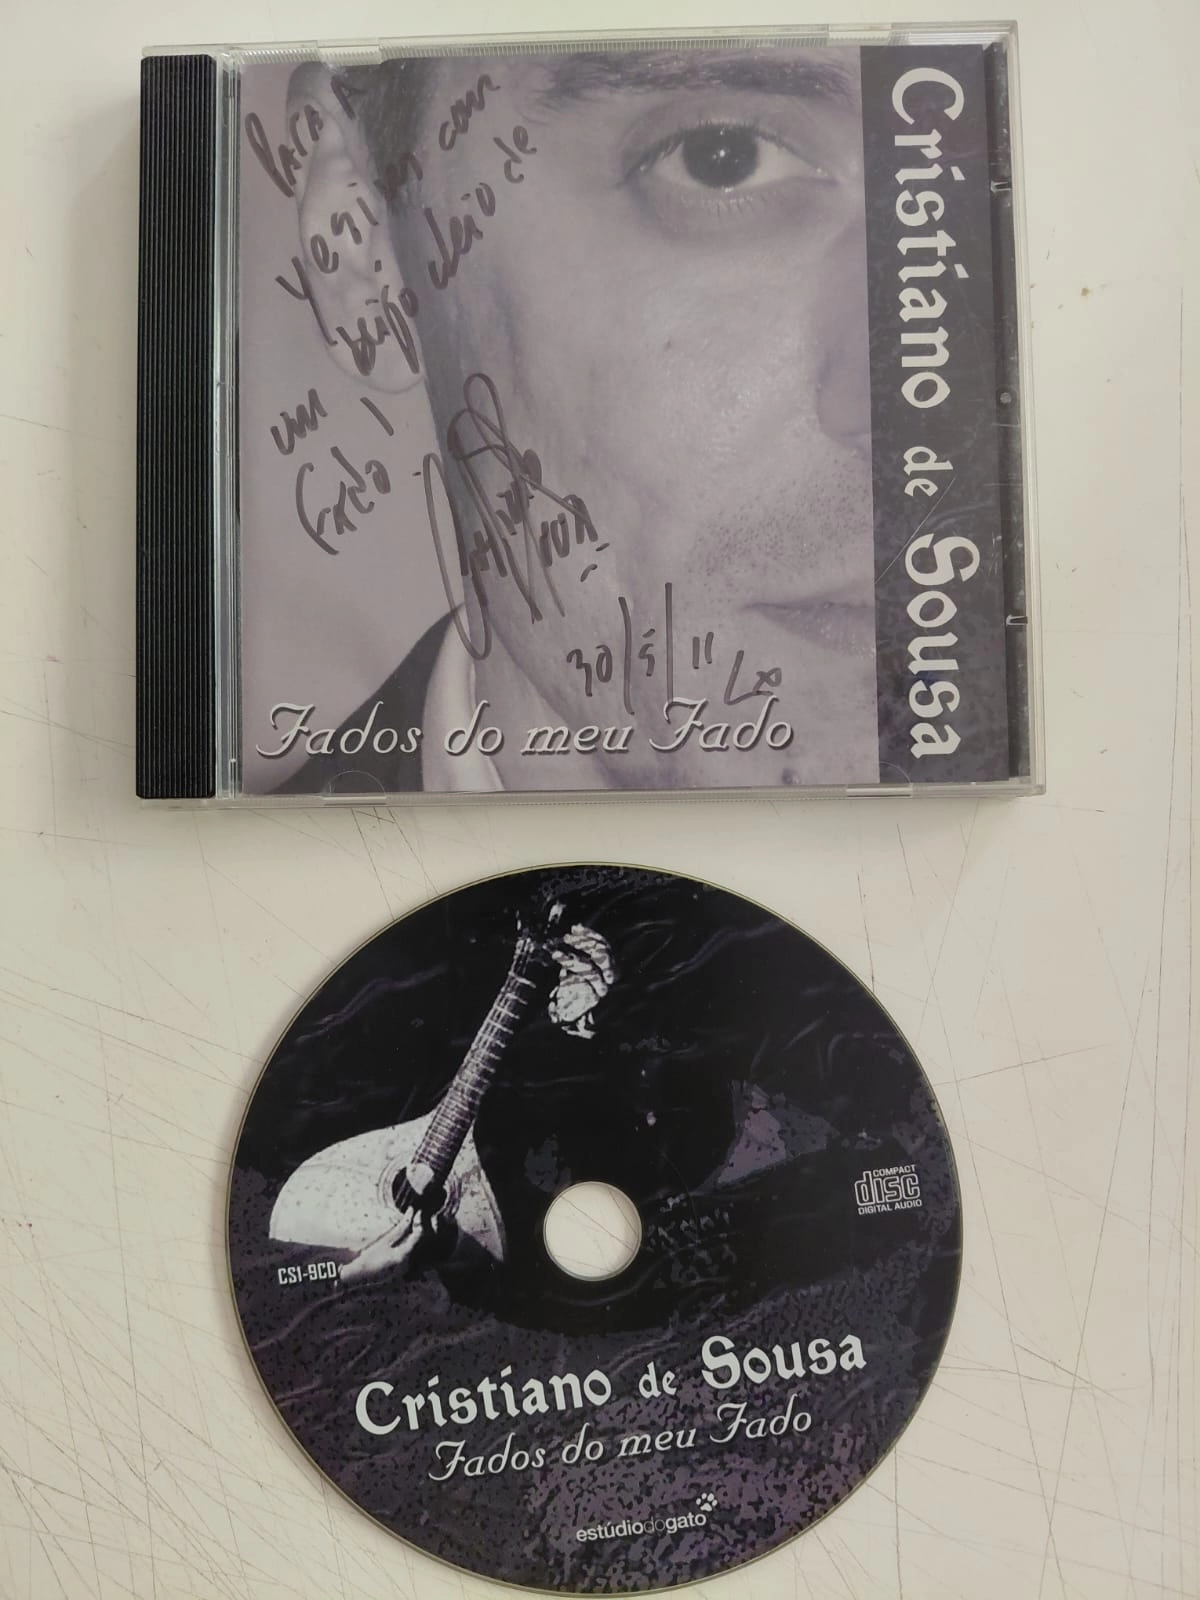 Para a
Yesim com
um beijo cheio de
Fado!
30/5/11 Lx
Fados do meu Fado
Cristiano de Sousa
COMPACT
disc
DIGITAL AUDIO
CS1-9CD
Cristiano de Sousa
Fados do meu Fado
estúdiodogato